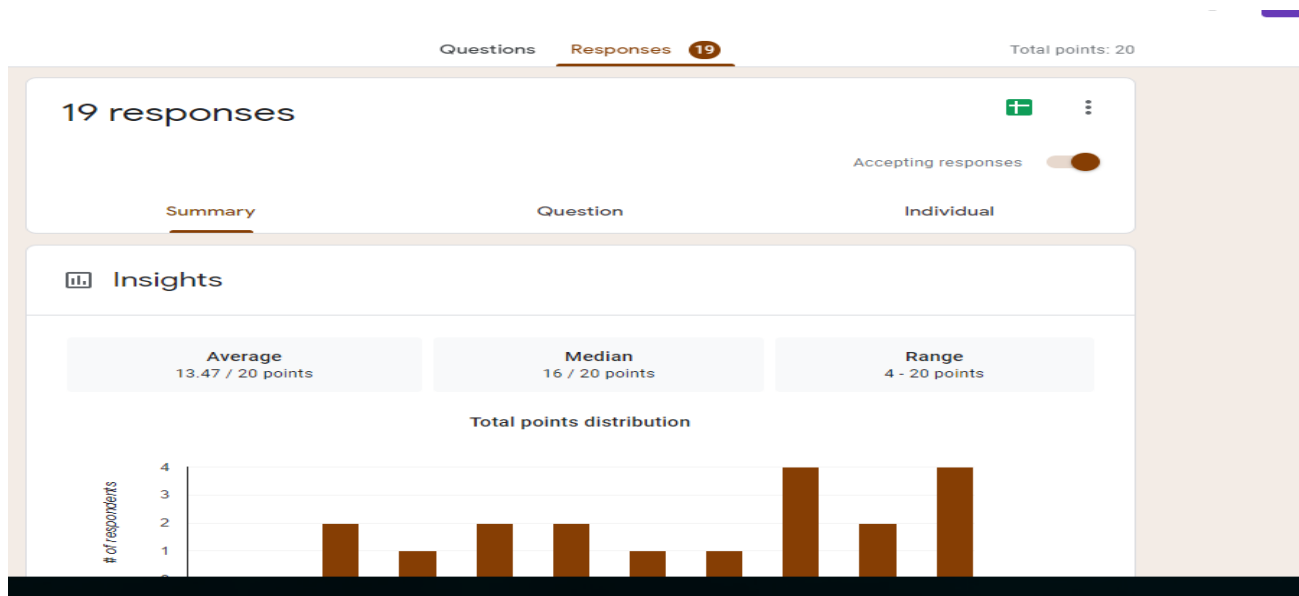 Questions Responses 19 Total points: 20
19 responses
Accepting responses
Summary Question Individual
Insights
Average Median Range
13.47 / 20 points 16 / 20 points 4 - 20 points
Total points distribution
# of respondents
4
3
2
1